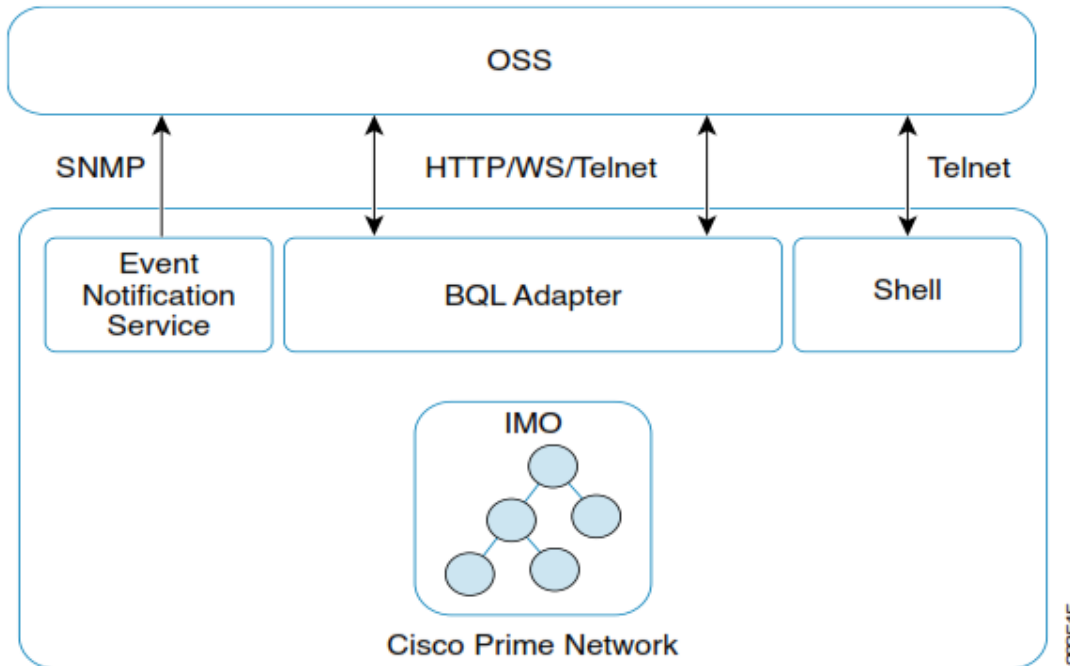 OSS
SNMP
HTTP/WS/Telnet
Telnet
Event
Notification
Service
BQL Adapter
Shell
IMO
Cisco Prime Network